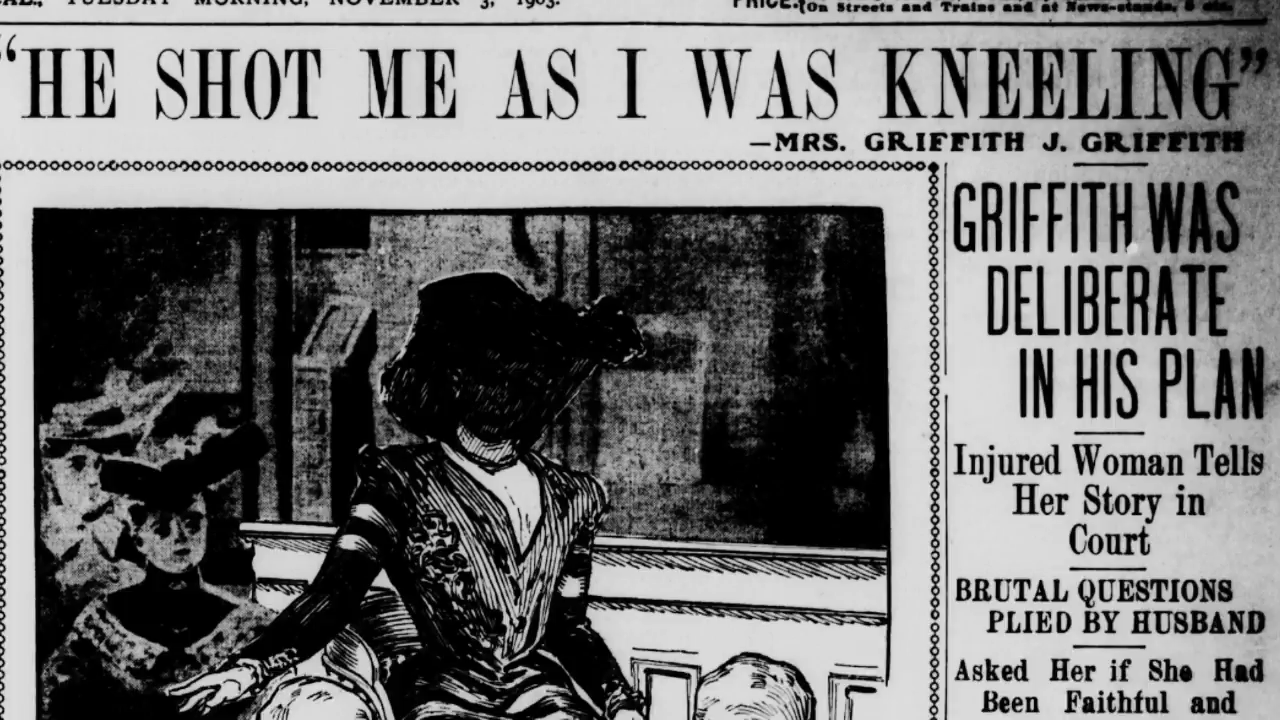 CAL., TUESDAY MORNING, NOVEMBER 3, 1903.
PRICE: { On Streets and Trains and at News-stands, 5 cts.
“HE SHOT ME AS I WAS KNEELING”
—MRS. GRIFFITH J. GRIFFITH
GRIFFITH WAS
DELIBERATE
IN HIS PLAN
Injured Woman Tells
Her Story in
Court
BRUTAL QUESTIONS
PLIED BY HUSBAND
Asked Her if She Had
Been Faithful and